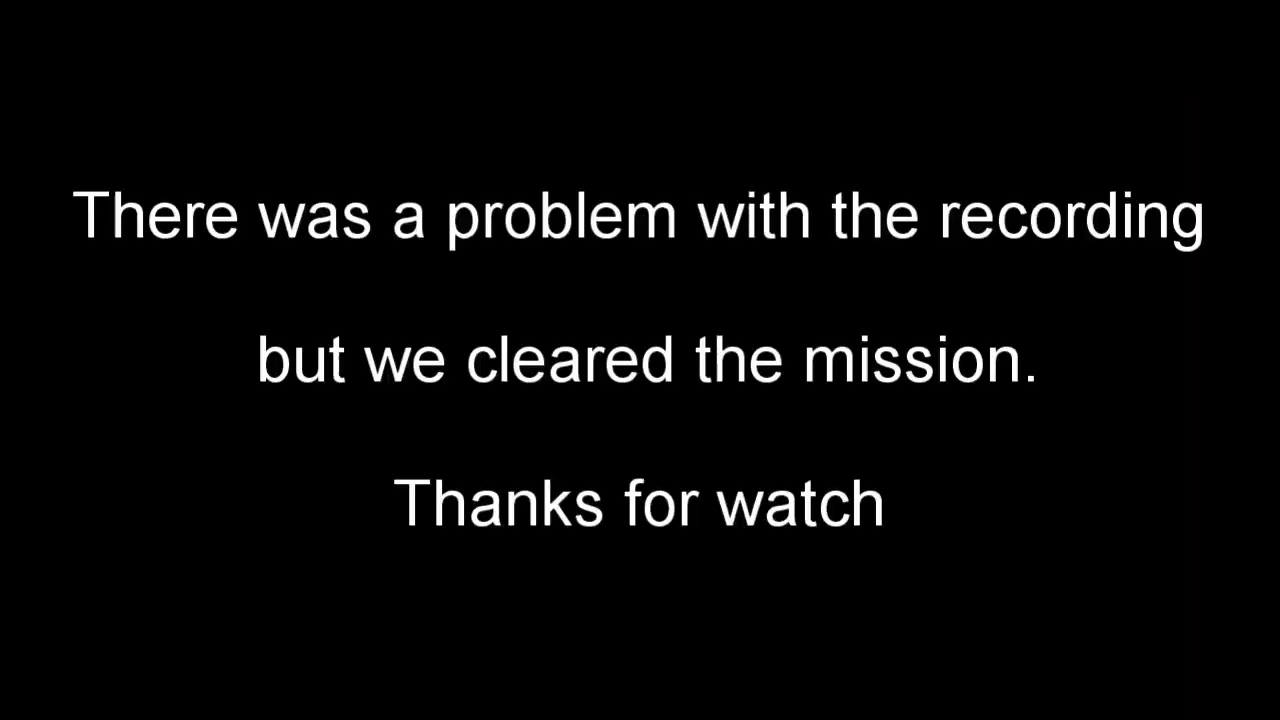 There was a problem with the recording
but we cleared the mission.
Thanks for watch